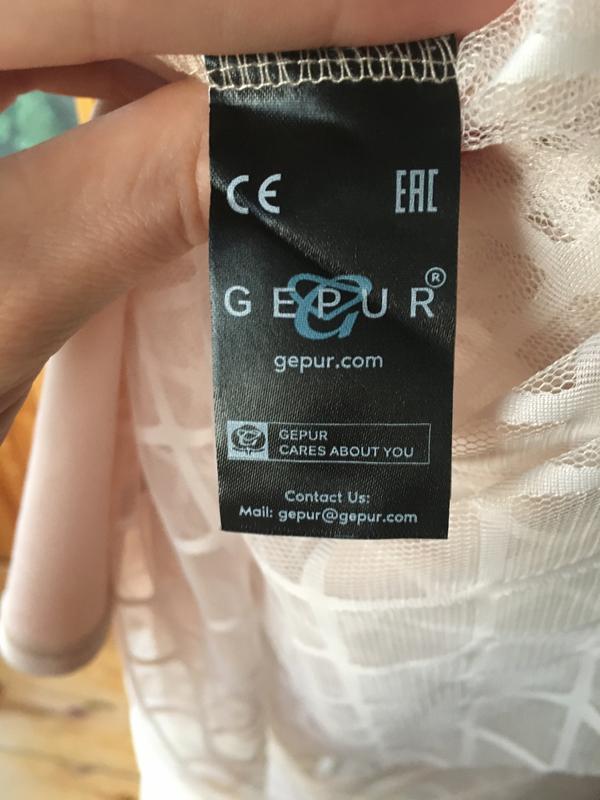 CE EAC
GEPUR®
gepur.com
GEPUR
CARES ABOUT YOU
Contact Us:
Mail: gepur@gepur.com